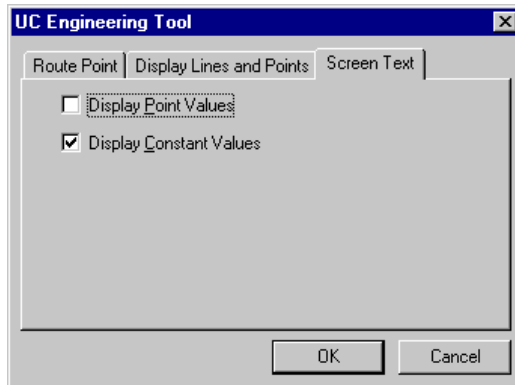 UC Engineering Tool
Route Point Display Lines and Points Screen Text
Display Point Values
Display Constant Values
OK Cancel